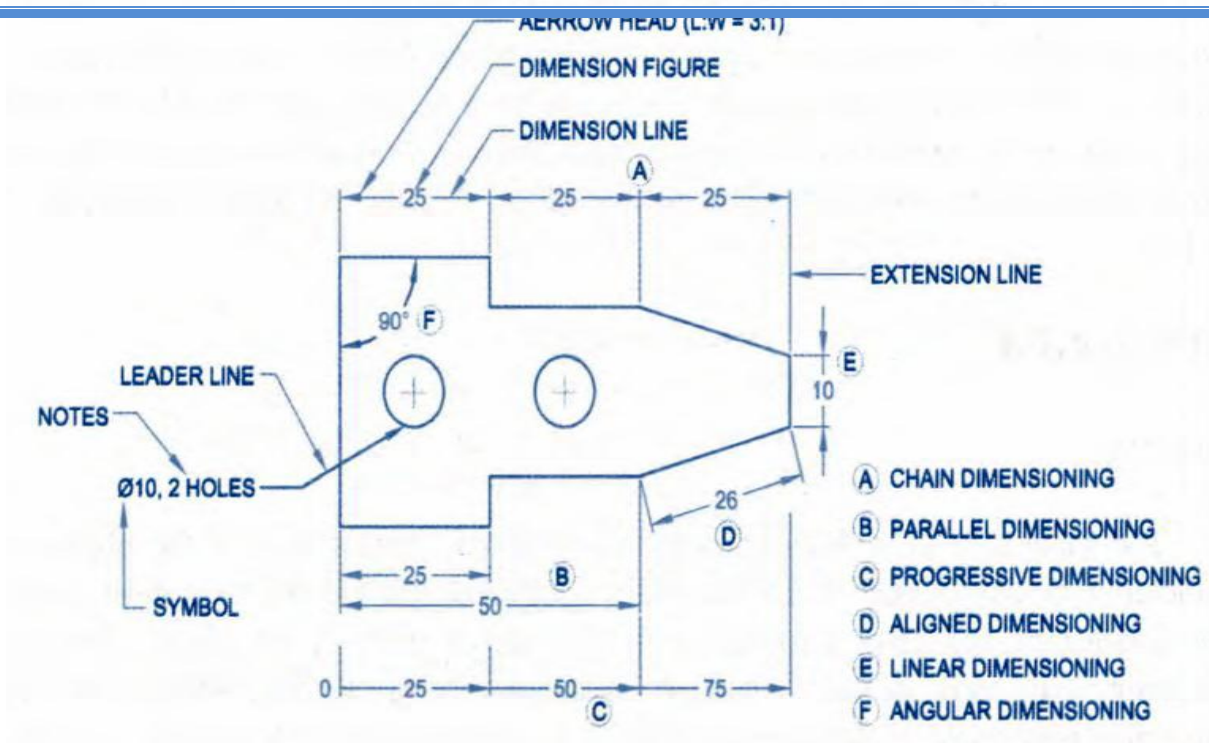 AERROW HEAD (L:W = 3:1)
DIMENSION FIGURE
DIMENSION LINE
A
25
25
25
EXTENSION LINE
90° F
E
LEADER LINE
10
NOTES
Ø10, 2 HOLES
26
D
A CHAIN DIMENSIONING
B PARALLEL DIMENSIONING
25
B
C PROGRESSIVE DIMENSIONING
SYMBOL
50
D ALIGNED DIMENSIONING
E LINEAR DIMENSIONING
0
25
50
75
C
F ANGULAR DIMENSIONING